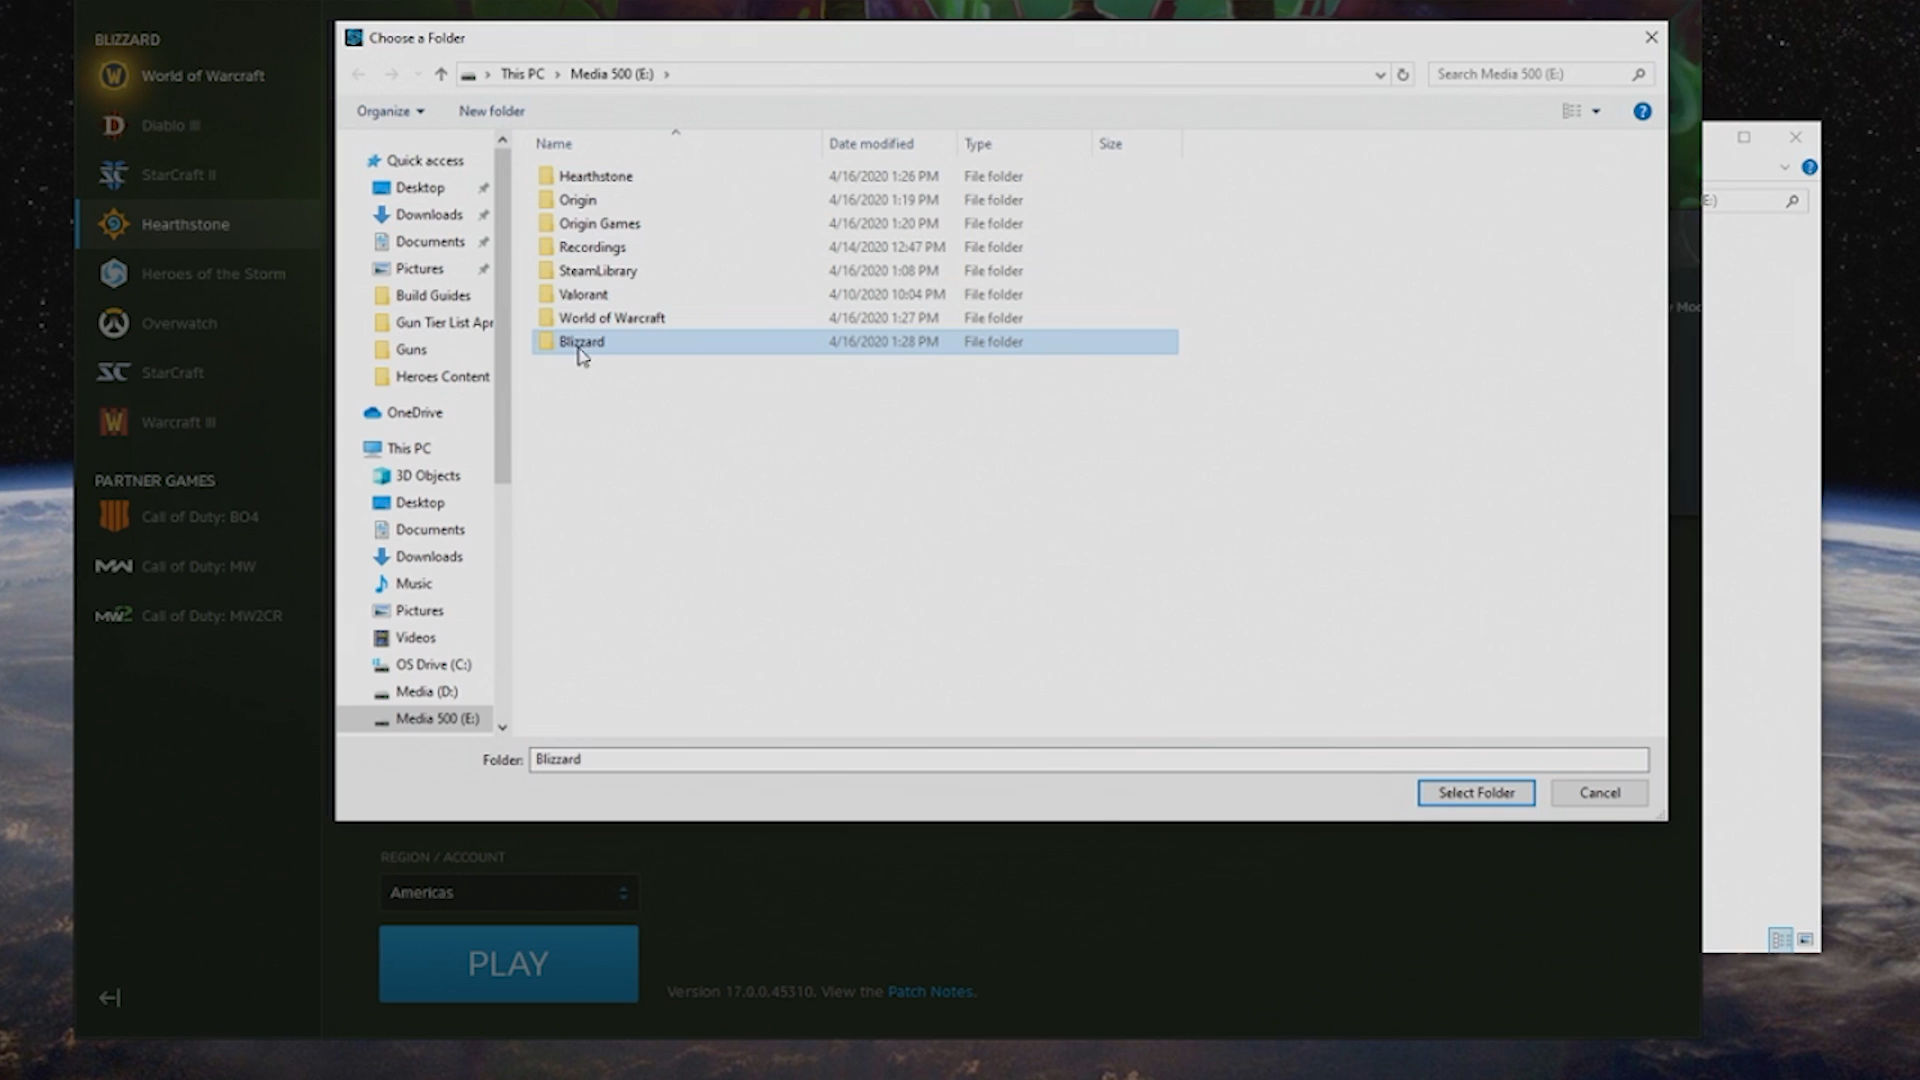 BLIZZARD
World of Warcraft
Diablo III
StarCraft II
Hearthstone
Heroes of the Storm
Overwatch
StarCraft
Warcraft III
PARTNER GAMES
Call of Duty: BO4
Call of Duty: MW
Call of Duty: MW2CR
Choose a Folder
This PC > Media 500 (E:) >
Search Media 500 (E:)
Organize
New folder
Quick access
Desktop
Downloads
Documents
Pictures
Build Guides
Gun Tier List Apr
Guns
Heroes Content
OneDrive
This PC
3D Objects
Desktop
Documents
Downloads
Music
Pictures
Videos
OS Drive (C:)
Media (D:)
Media 500 (E:)
Name Date modified Type Size
Hearthstone 4/16/2020 1:26 PM File folder
Origin 4/16/2020 1:19 PM File folder
Origin Games 4/16/2020 1:20 PM File folder
Recordings 4/14/2020 12:47 PM File folder
SteamLibrary 4/16/2020 1:08 PM File folder
Valorant 4/10/2020 10:04 PM File folder
World of Warcraft 4/16/2020 1:27 PM File folder
Blizzard 4/16/2020 1:28 PM File folder
Folder: Blizzard
Select Folder
Cancel
E:)
REGION / ACCOUNT
Americas
PLAY
Version 17.0.0.45310. View the Patch Notes.